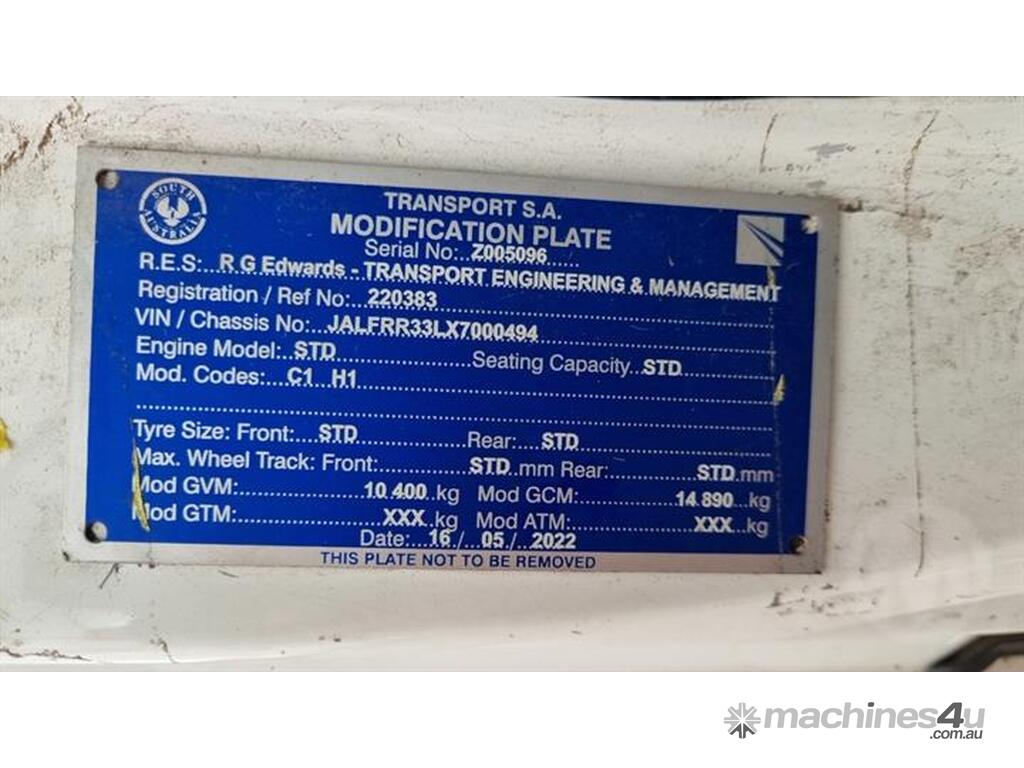 SOUTH AUSTRALIA
TRANSPORT S.A.
MODIFICATION PLATE
Serial No:..Z005096......
R.E.S:...R G Edwards - TRANSPORT ENGINEERING & MANAGEMENT
Registration / Ref No:...220383
VIN / Chassis No:...JALFRR33LX7000494
Engine Model:..STD Seating Capacity..STD
Mod. Codes:...C1 H1
Tyre Size: Front:....STD Rear:...STD
Max. Wheel Track: Front: STD.mm Rear: STD.mm
Mod GVM: 10 400..kg Mod GCM: 14 890..kg
Mod GTM: XXX..kg Mod ATM: XXX..kg
Date:...16../..05../..2022
THIS PLATE NOT TO BE REMOVED
machines4u
.com.au